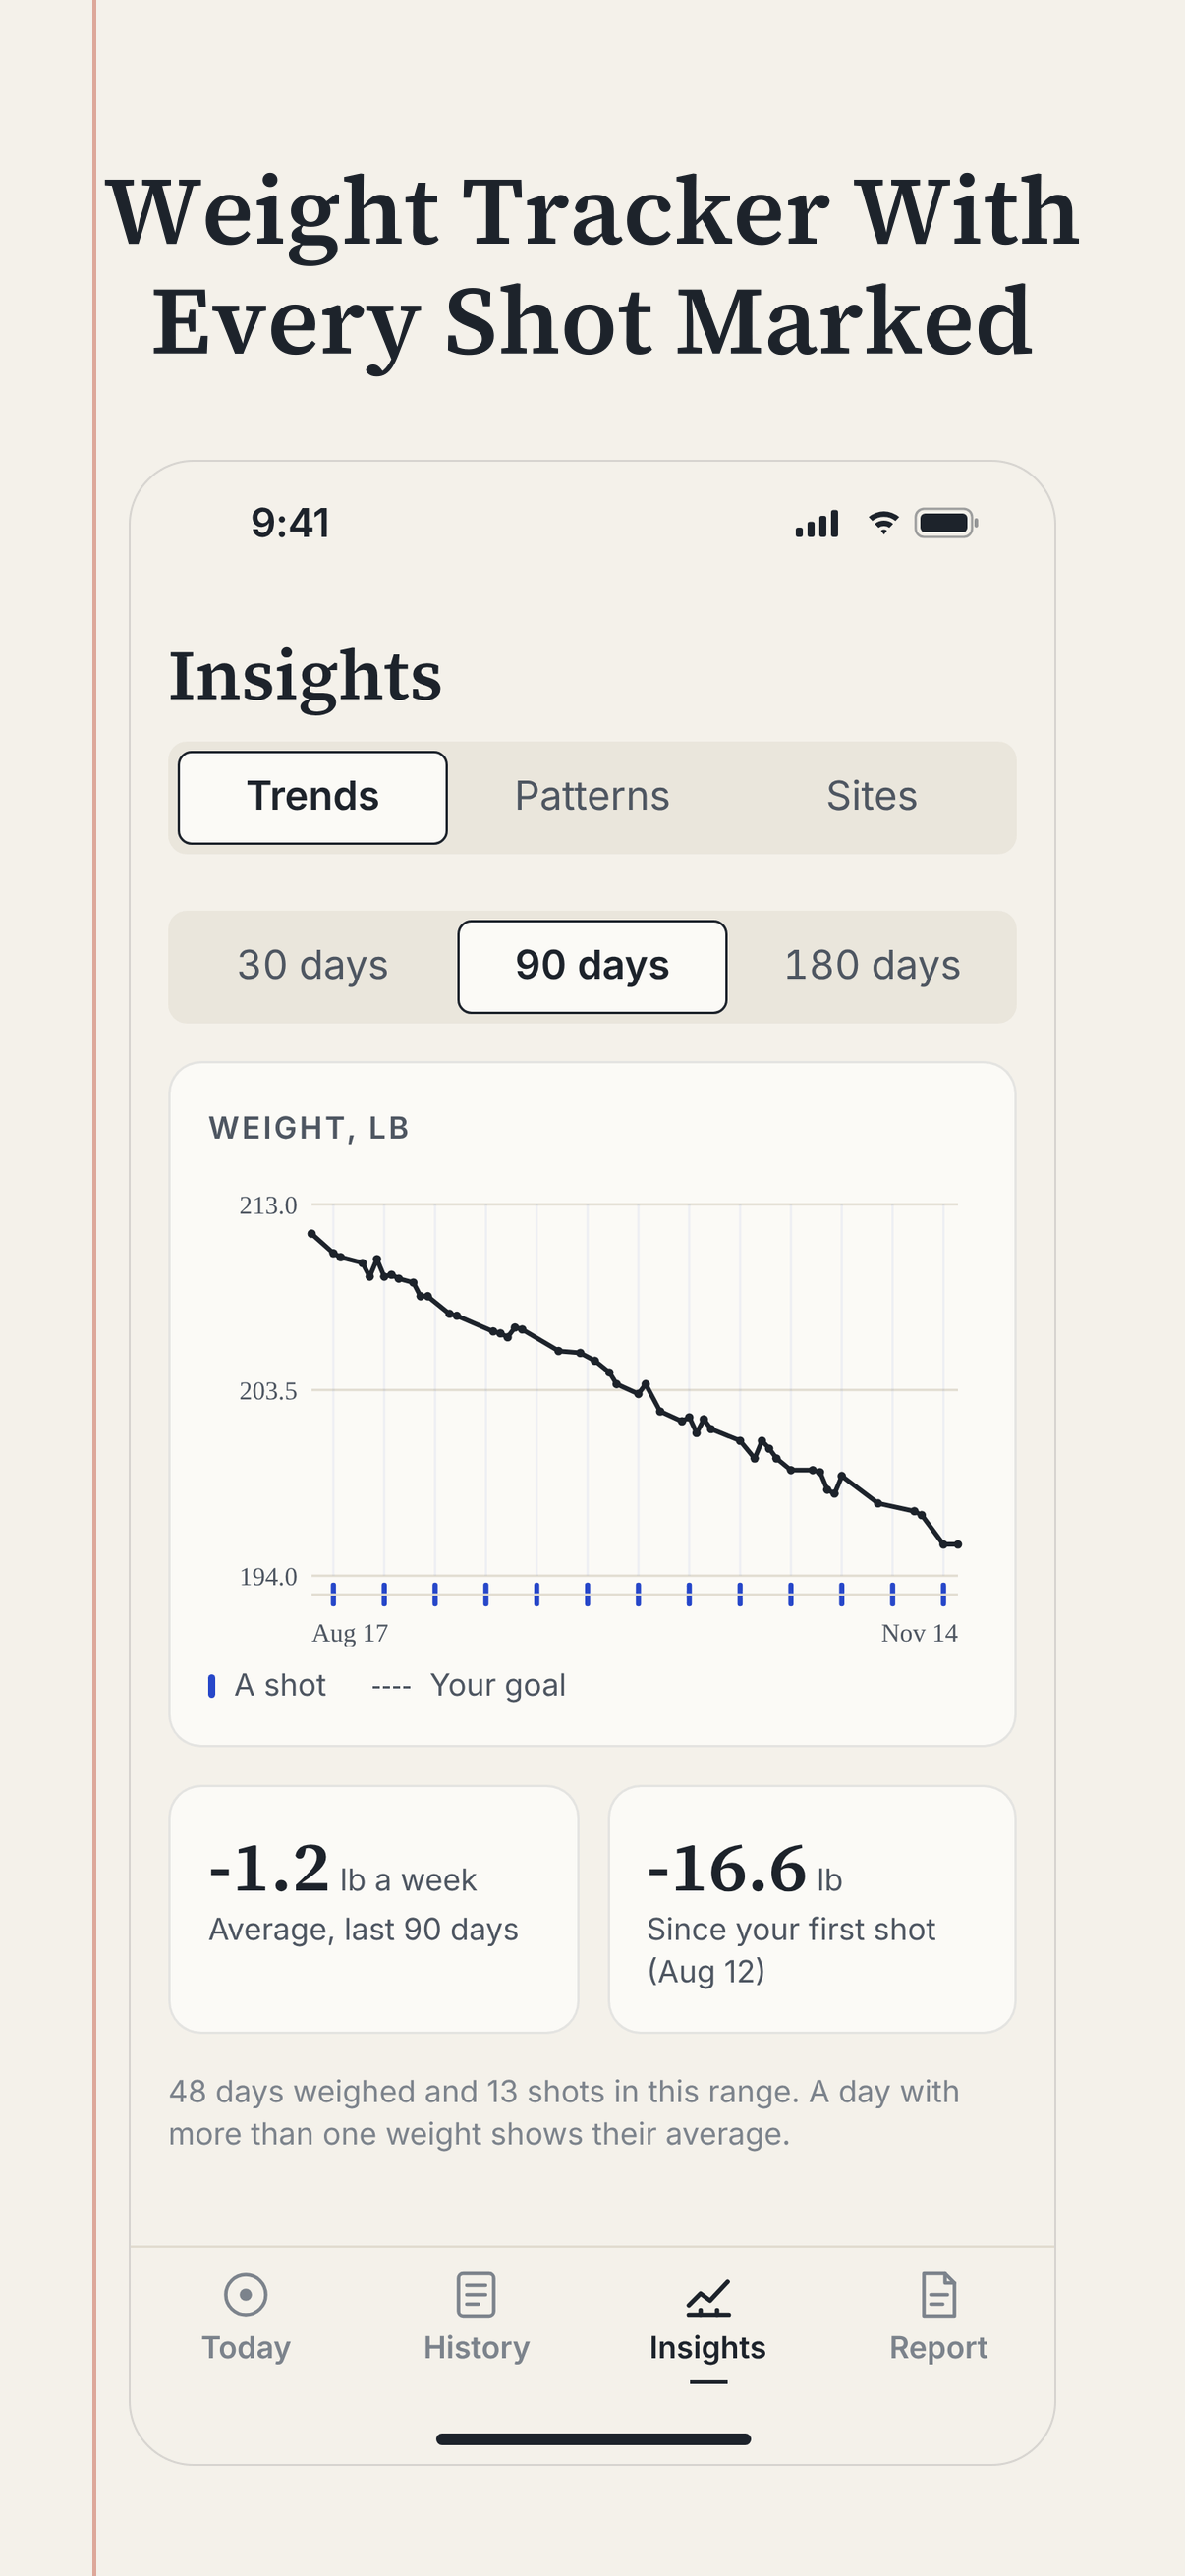 Weight Tracker With
Every Shot Marked
9:41
Insights
Trends Patterns Sites
30 days 90 days 180 days
WEIGHT, LB
213.0
203.5
194.0
Aug 17 Nov 14
A shot ---- Your goal
-1.2 lb a week
Average, last 90 days
-16.6 lb
Since your first shot
(Aug 12)
48 days weighed and 13 shots in this range. A day with
more than one weight shows their average.
Today History Insights Report